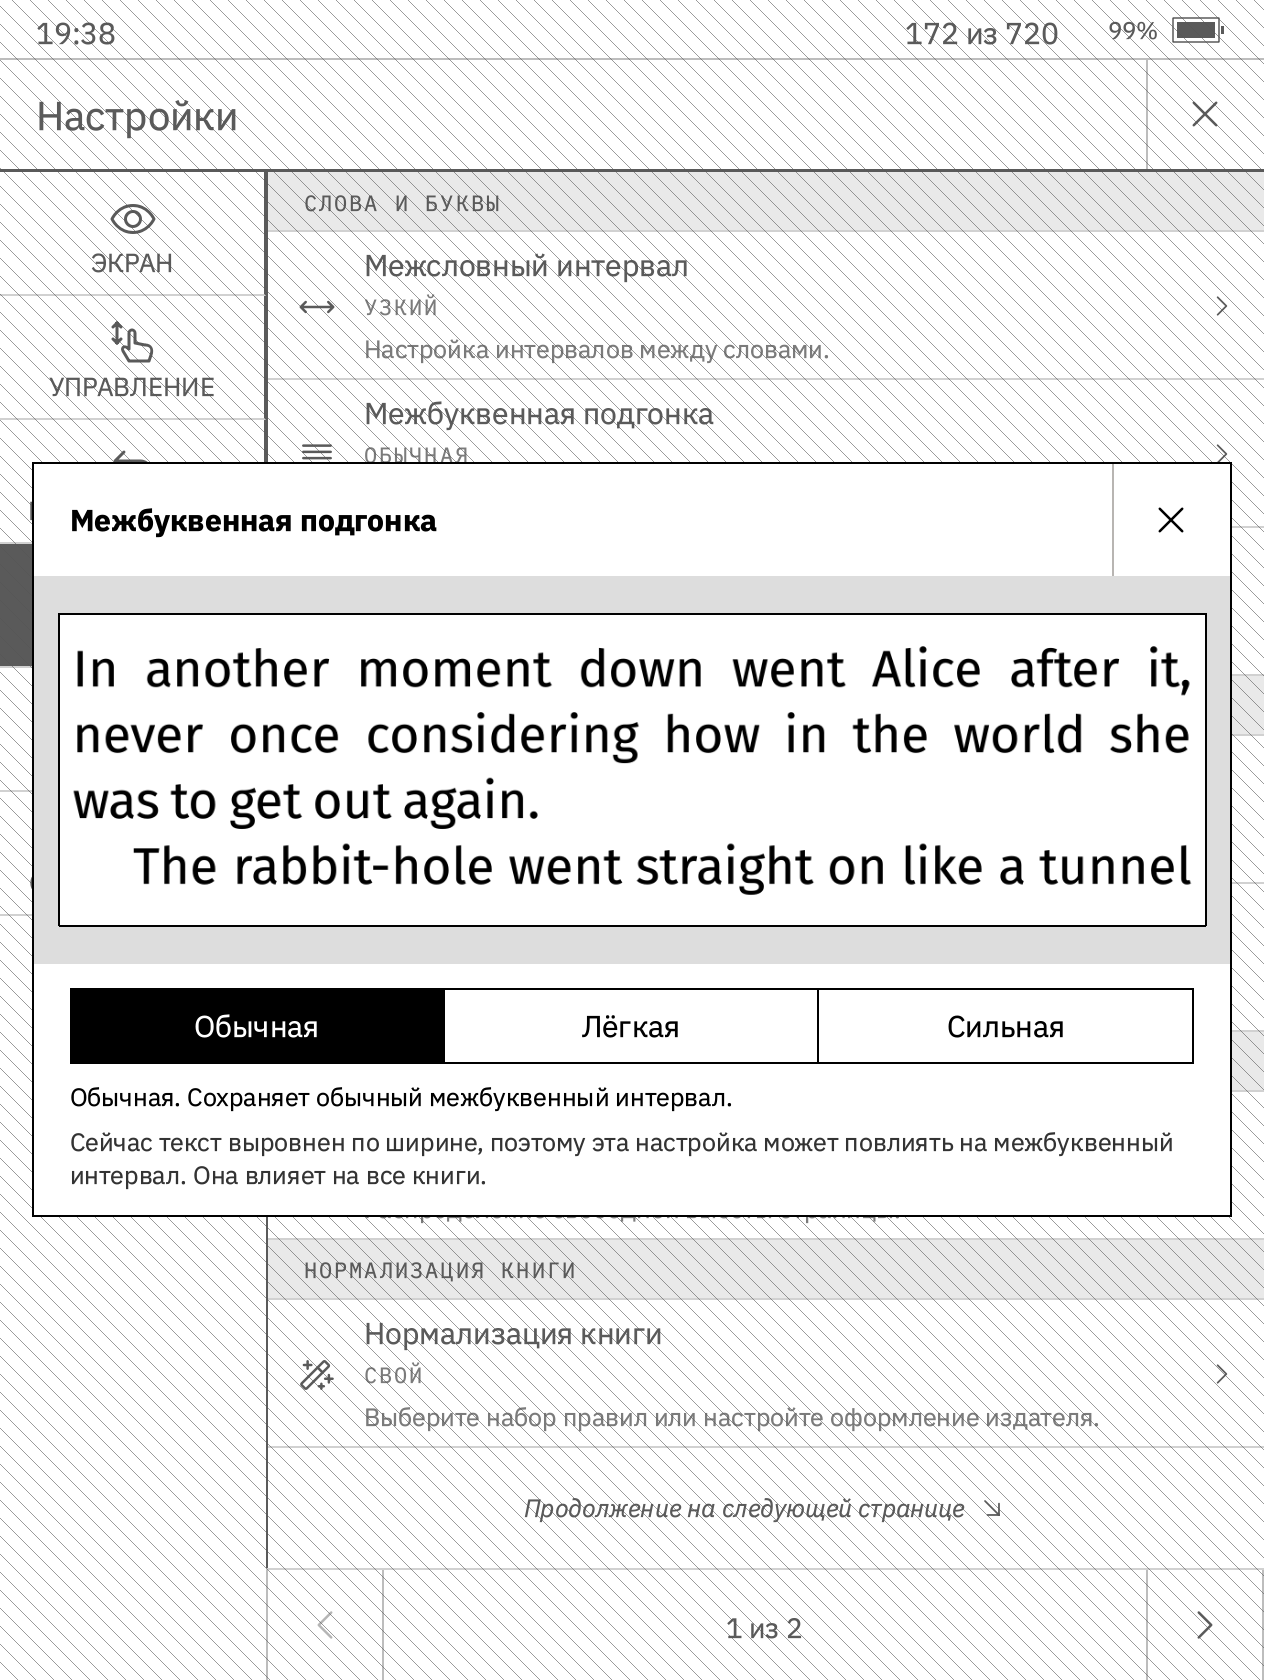 19:38
172 из 720
99%
Настройки
ЭКРАН
УПРАВЛЕНИЕ
СЛОВА И БУКВЫ
Межсловный интервал
УЗКИЙ
Настройка интервалов между словами.
Межбуквенная подгонка
ОБЫЧНАЯ
Межбуквенная подгонка
In another moment down went Alice after it,
never once considering how in the world she
was to get out again.
The rabbit-hole went straight on like a tunnel
Обычная
Лёгкая
Сильная
Обычная. Сохраняет обычный межбуквенный интервал.
Сейчас текст выровнен по ширине, поэтому эта настройка может повлиять на межбуквенный
интервал. Она влияет на все книги.
НОРМАЛИЗАЦИЯ КНИГИ
Нормализация книги
СВОЙ
Выберите набор правил или настройте оформление издателя.
Продолжение на следующей странице
1 из 2